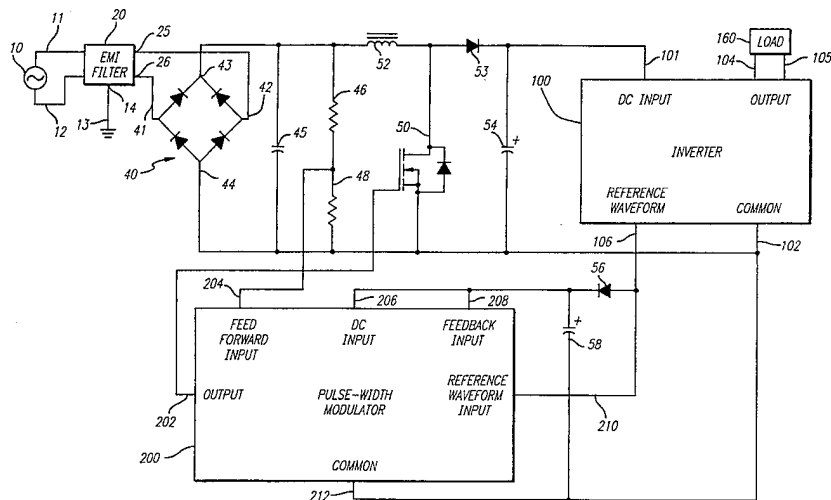 10
11
12
13
14
20
EMI
FILTER
25
26
40
41
42
43
44
45
46
48
50
52
53
54
+
101
100
160
LOAD
104
105
DC INPUT
OUTPUT
INVERTER
REFERENCE
WAVEFORM
COMMON
106
102
56
58
+
204
206
208
FEED
FORWARD
INPUT
DC
INPUT
FEEDBACK
INPUT
OUTPUT
PULSE-WIDTH
MODULATOR
REFERENCE
WAVEFORM
INPUT
202
210
200
COMMON
212